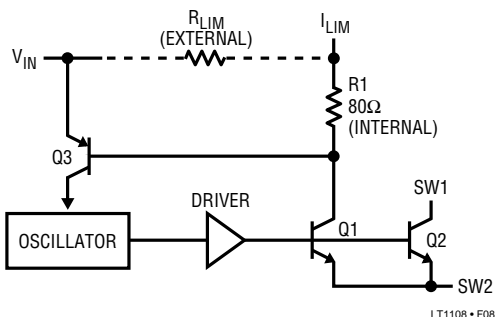 R_LIM
(EXTERNAL)
I_LIM
V_IN
R1
80Ω
(INTERNAL)
Q3
DRIVER
SW1
OSCILLATOR
Q1
Q2
SW2
LT1108 • F08